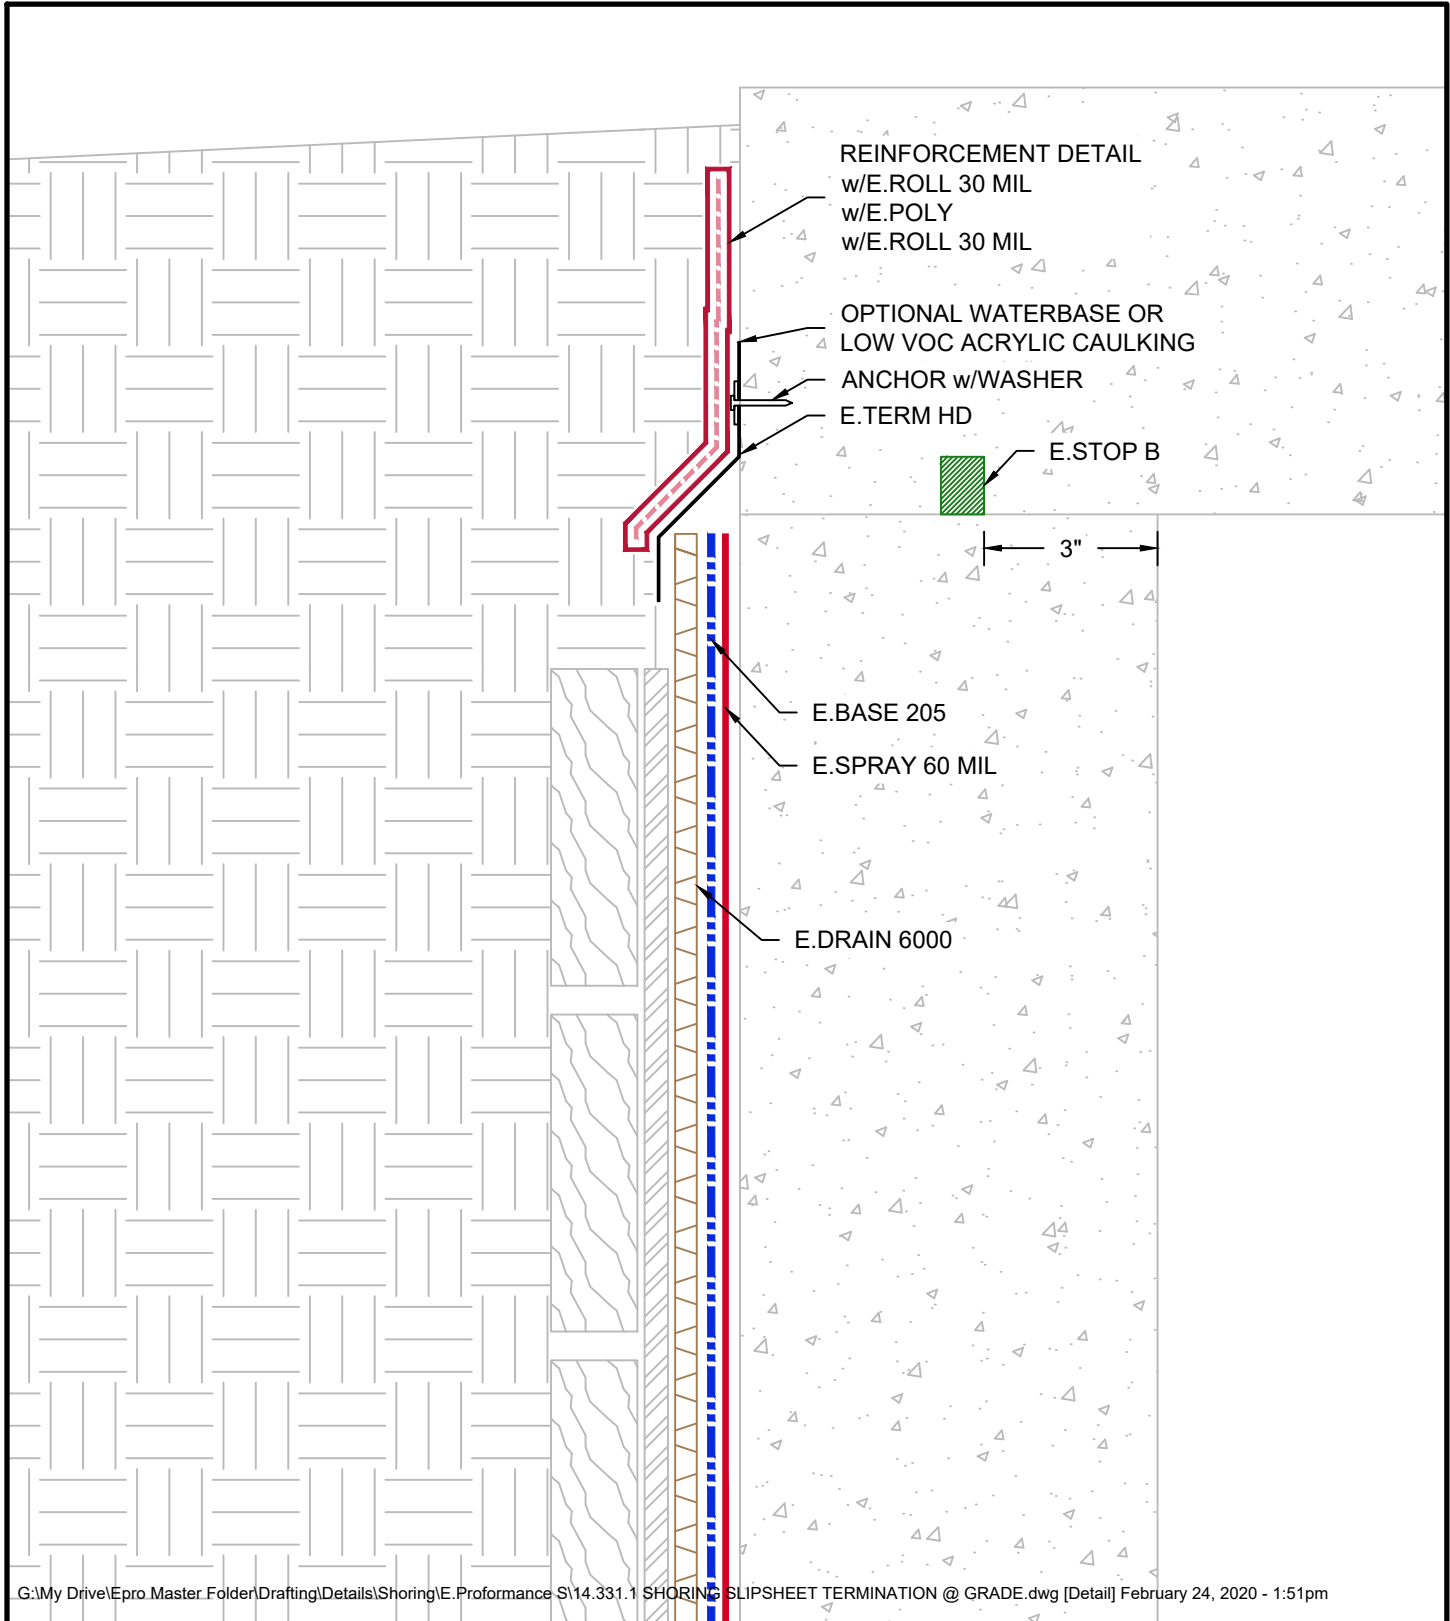 REINFORCEMENT DETAIL
w/E.ROLL 30 MIL
w/E.POLY
w/E.ROLL 30 MIL
OPTIONAL WATERBASE OR
LOW VOC ACRYLIC CAULKING
ANCHOR w/WASHER
E.TERM HD
E.STOP B
3"
E.BASE 205
E.SPRAY 60 MIL
E.DRAIN 6000
G:\My Drive\Epro Master Folder\Drafting\Details\Shoring\E.Proformance S\14.331.1 SHORING SLIPSHEET TERMINATION @ GRADE.dwg [Detail] February 24, 2020 - 1:51pm